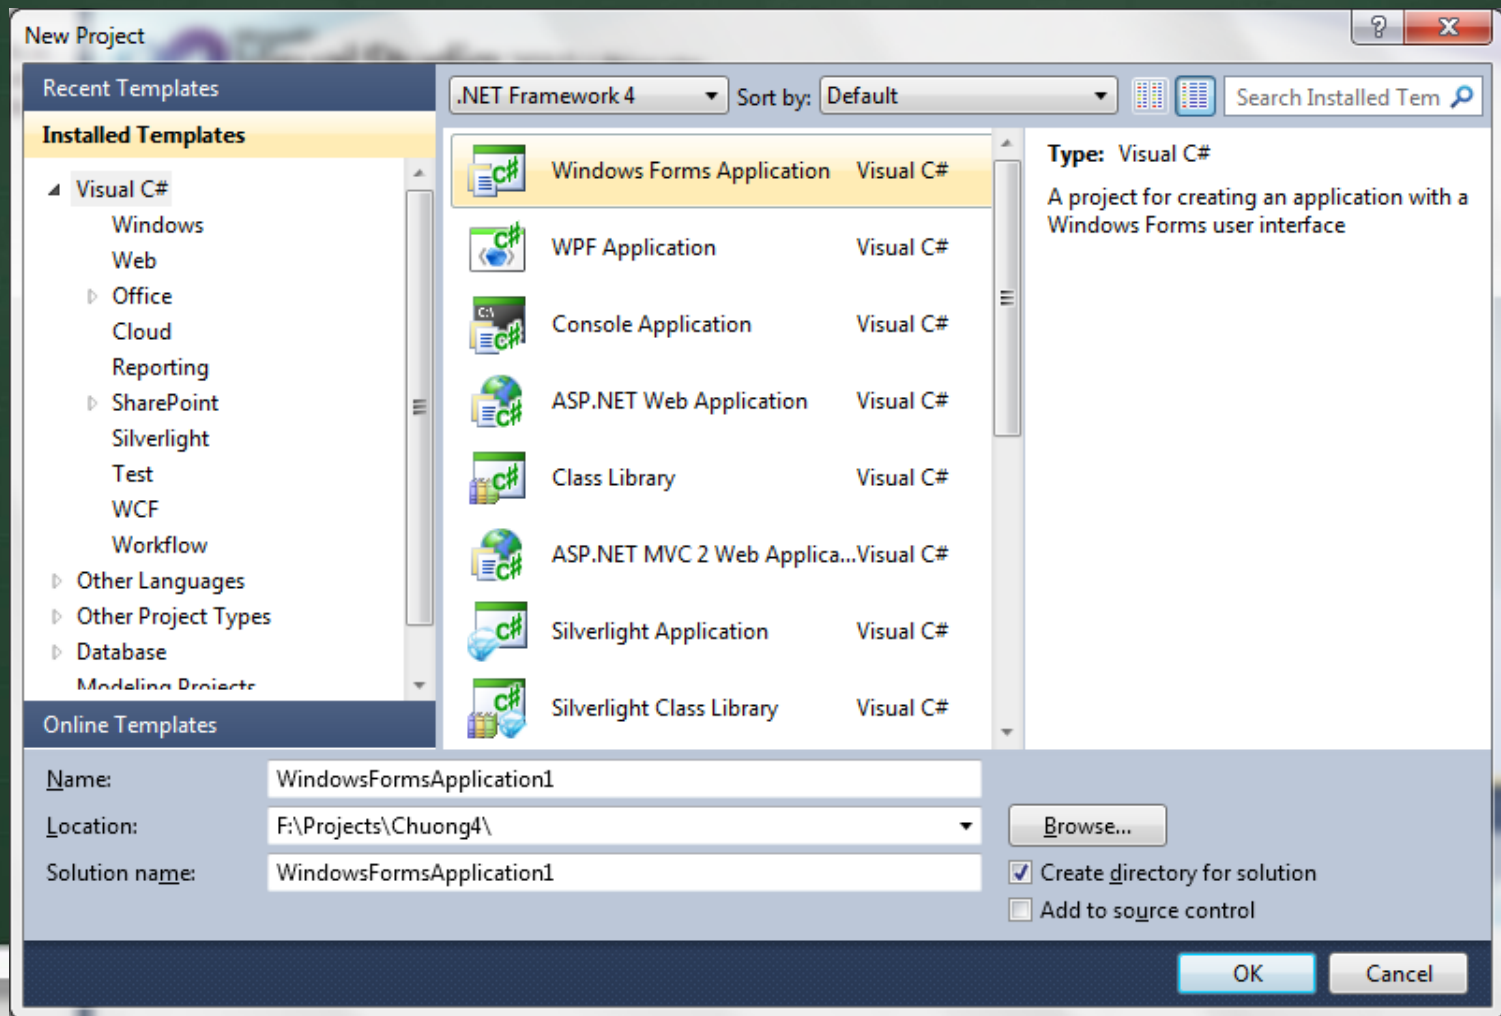 New Project
Recent Templates
Installed Templates
Visual C#
Windows
Web
Office
Cloud
Reporting
SharePoint
Silverlight
Test
WCF
Workflow
Other Languages
Other Project Types
Database
Modeling Projects
Online Templates
.NET Framework 4 Sort by: Default Search Installed Tem
Windows Forms Application Visual C#
WPF Application Visual C#
Console Application Visual C#
ASP.NET Web Application Visual C#
Class Library Visual C#
ASP.NET MVC 2 Web Applica...Visual C#
Silverlight Application Visual C#
Silverlight Class Library Visual C#
Type: Visual C#
A project for creating an application with a
Windows Forms user interface
Name: WindowsFormsApplication1
Location: F:\Projects\Chuong4\ Browse...
Solution name: WindowsFormsApplication1 Create directory for solution
Add to source control
OK Cancel